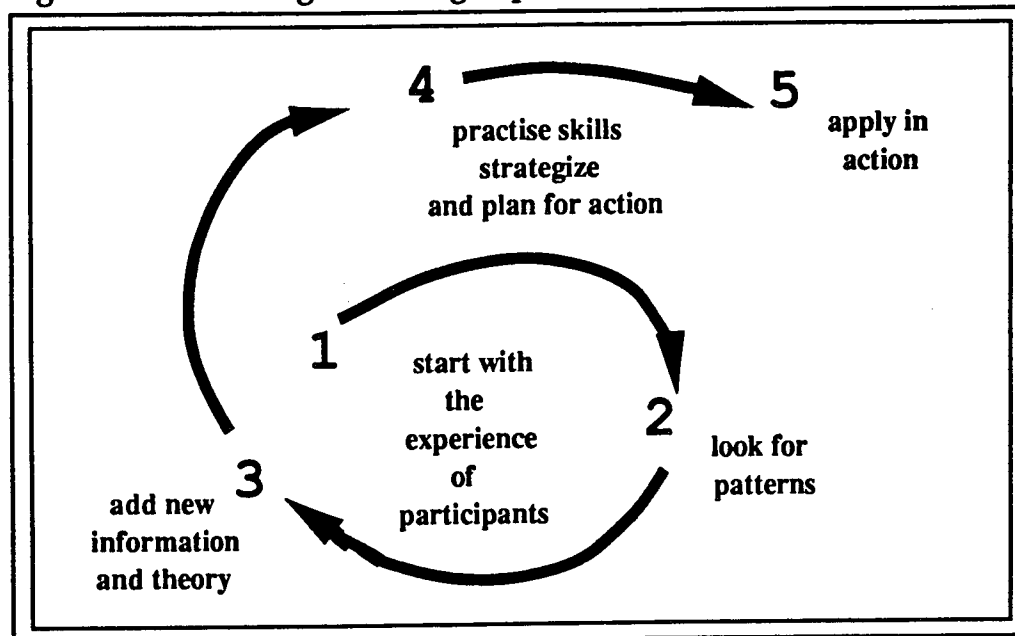 4
practise skills
strategize
and plan for action
5
apply in
action
1
start with
the
experience
of
participants
2
look for
patterns
3
add new
information
and theory